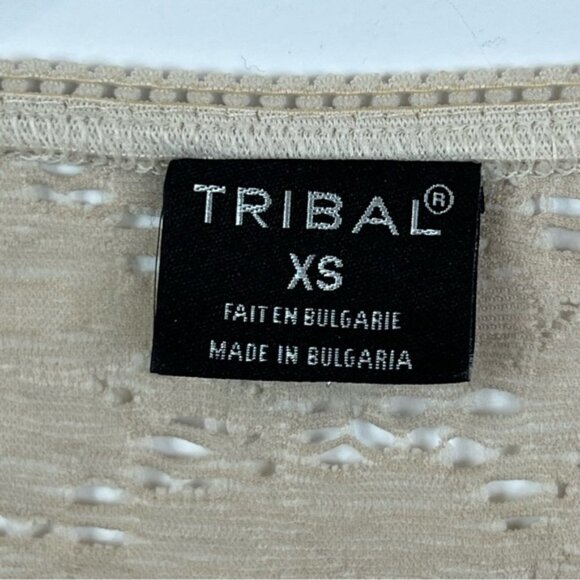 TRIBAL®
XS
FAIT EN BULGARIE
MADE IN BULGARIA